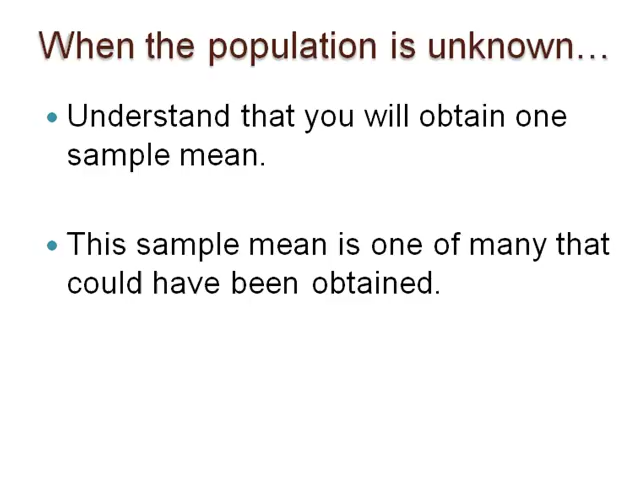 When the population is unknown…
• Understand that you will obtain one
sample mean.
• This sample mean is one of many that
could have been obtained.